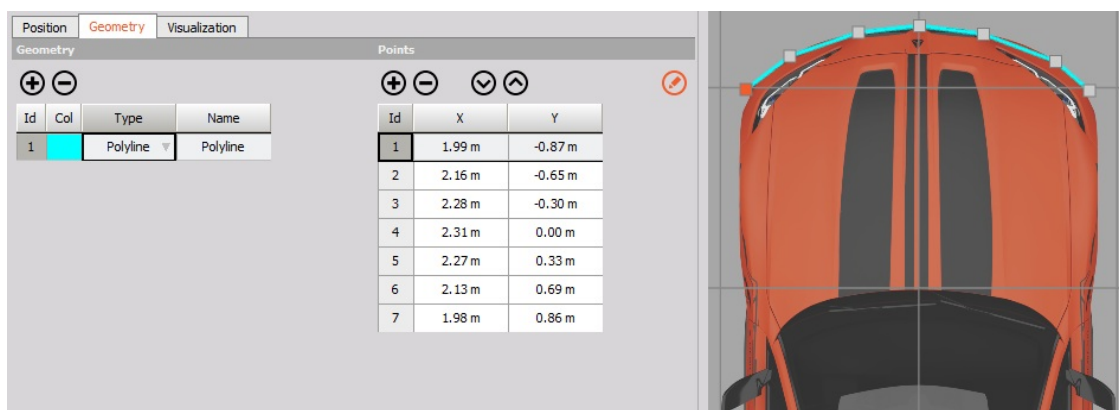 Position Geometry Visualization
Geometry Points
Id Col Type Name Id X Y
1 Polyline Polyline 1 1.99 m -0.87 m
2 2.16 m -0.65 m
3 2.28 m -0.30 m
4 2.31 m 0.00 m
5 2.27 m 0.33 m
6 2.13 m 0.69 m
7 1.98 m 0.86 m